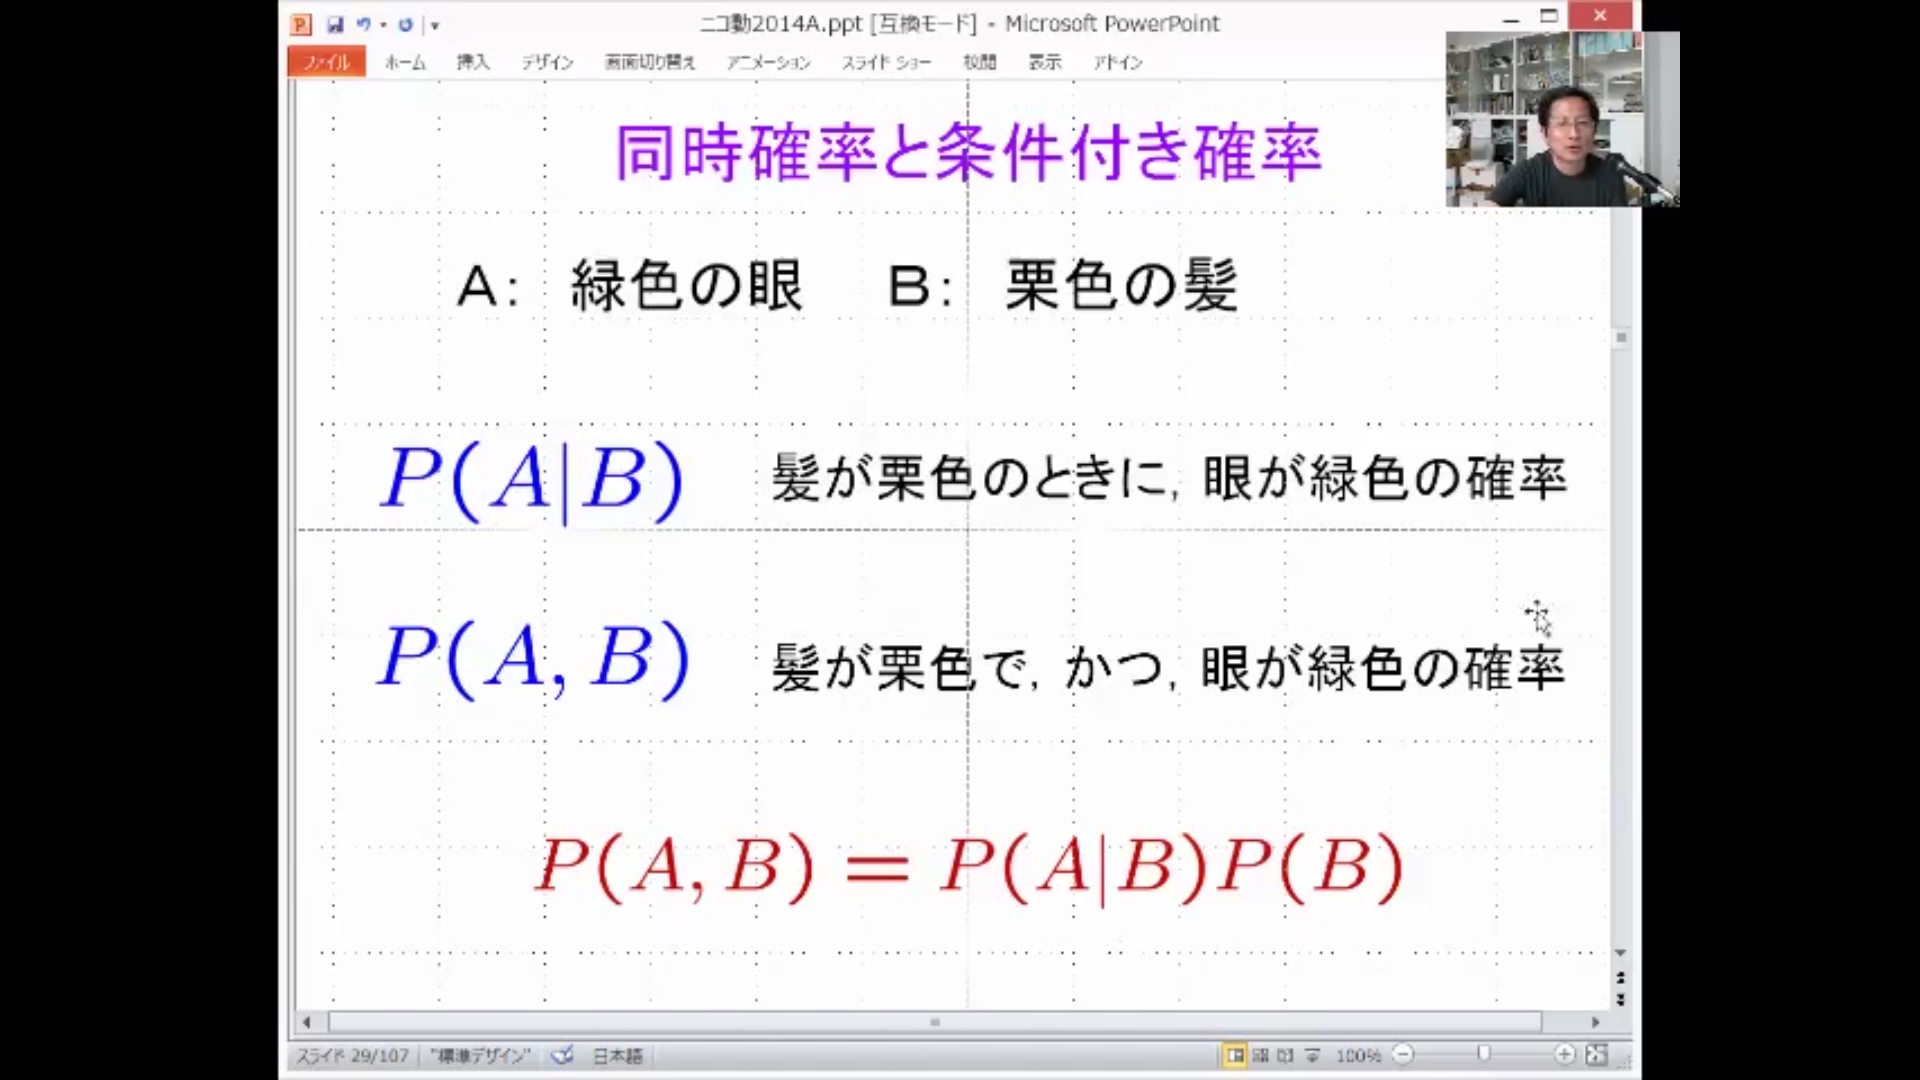 ニコ動2014A.ppt [互換モード] - Microsoft PowerPoint
ファイル ホーム 挿入 デザイン 画面切り替え アニメーション スライド ショー 校閲 表示 アドイン
同時確率と条件付き確率
A: 緑色の眼 B: 栗色の髪
P(A|B) 髪が栗色のときに, 眼が緑色の確率
P(A, B) 髪が栗色で, かつ, 眼が緑色の確率
P(A, B) = P(A|B)P(B)
スライド 29/107 "標準デザイン" 日本語 100%